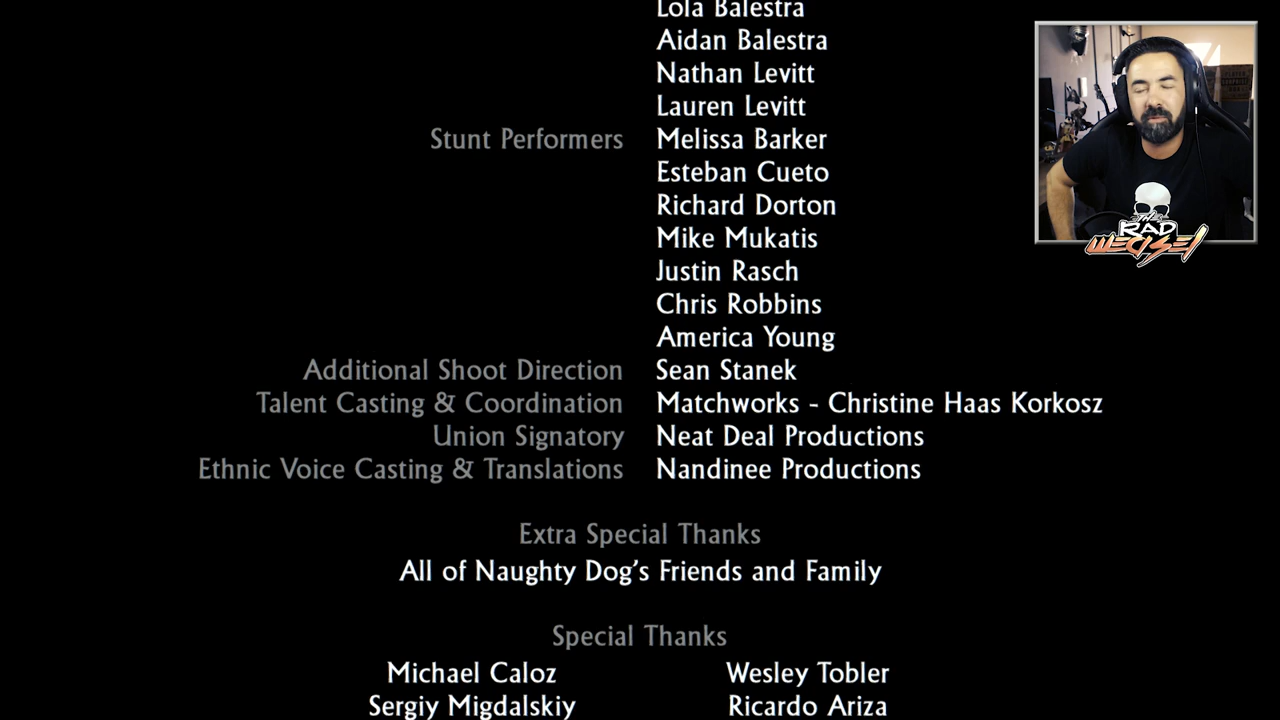 Lola Balestra
Aidan Balestra
Nathan Levitt
Lauren Levitt
Stunt Performers Melissa Barker
Esteban Cueto
Richard Dorton
Mike Mukatis
Justin Rasch
Chris Robbins
America Young
Additional Shoot Direction Sean Stanek
Talent Casting & Coordination Matchworks - Christine Haas Korkosz
Union Signatory Neat Deal Productions
Ethnic Voice Casting & Translations Nandinee Productions
Extra Special Thanks
All of Naughty Dog's Friends and Family
Special Thanks
Michael Caloz Wesley Tobler
Sergiy Migdalskiy Ricardo Ariza
THE
RAD